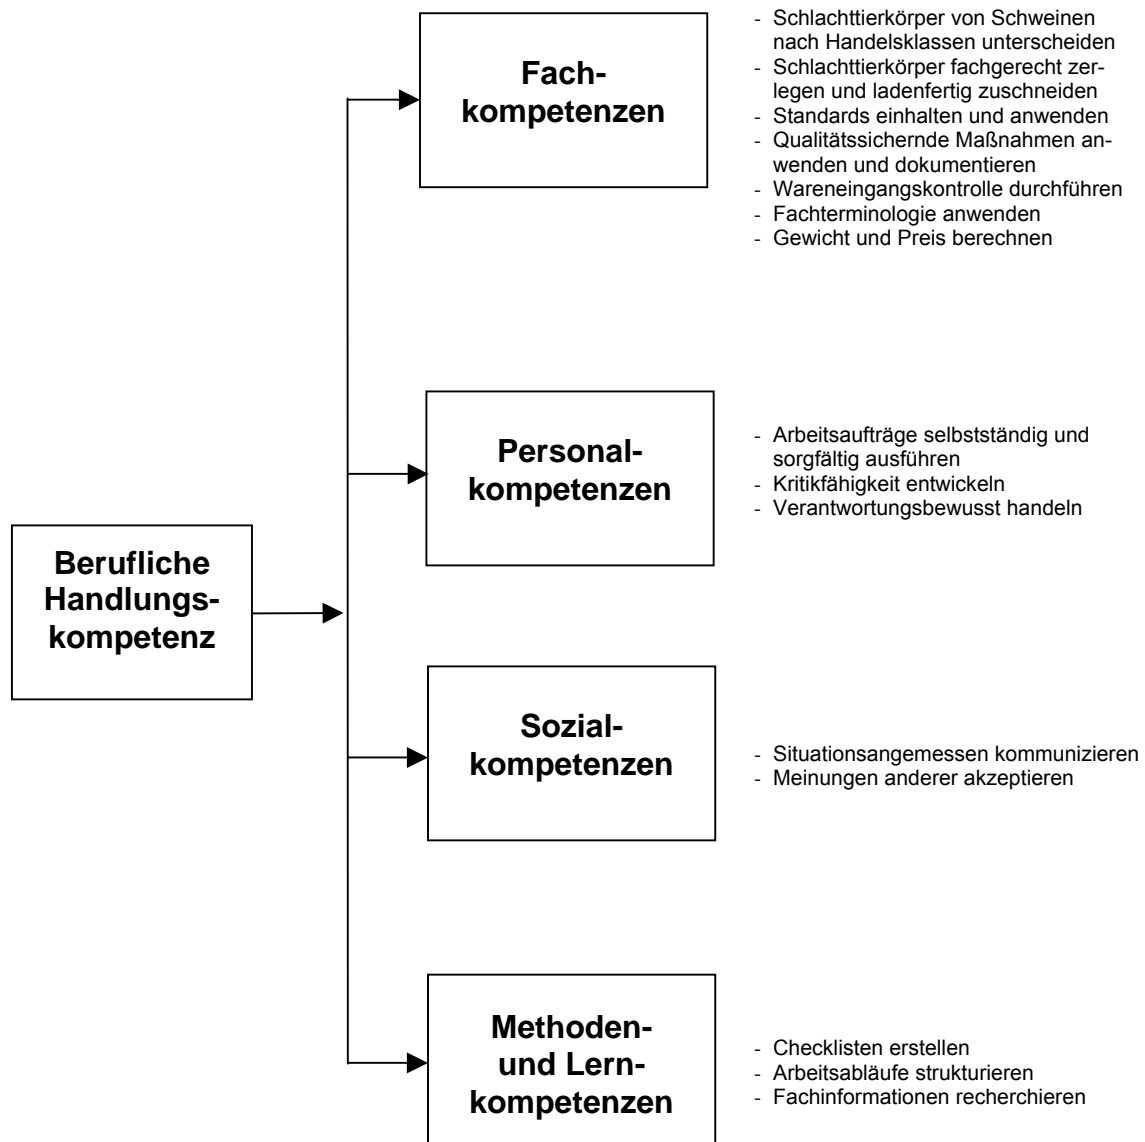 Fach-
kompetenzen
- Schlachttierkörper von Schweinen
nach Handelsklassen unterscheiden
- Schlachttierkörper fachgerecht zer-
legen und ladenfertig zuschneiden
- Standards einhalten und anwenden
- Qualitätssichernde Maßnahmen an-
wenden und dokumentieren
- Wareneingangskontrolle durchführen
- Fachterminologie anwenden
- Gewicht und Preis berechnen
Personal-
kompetenzen
- Arbeitsaufträge selbstständig und
sorgfältig ausführen
- Kritikfähigkeit entwickeln
- Verantwortungsbewusst handeln
Berufliche
Handlungs-
kompetenz
Sozial-
kompetenzen
- Situationsangemessen kommunizieren
- Meinungen anderer akzeptieren
Methoden-
und Lern-
kompetenzen
- Checklisten erstellen
- Arbeitsabläufe strukturieren
- Fachinformationen recherchieren